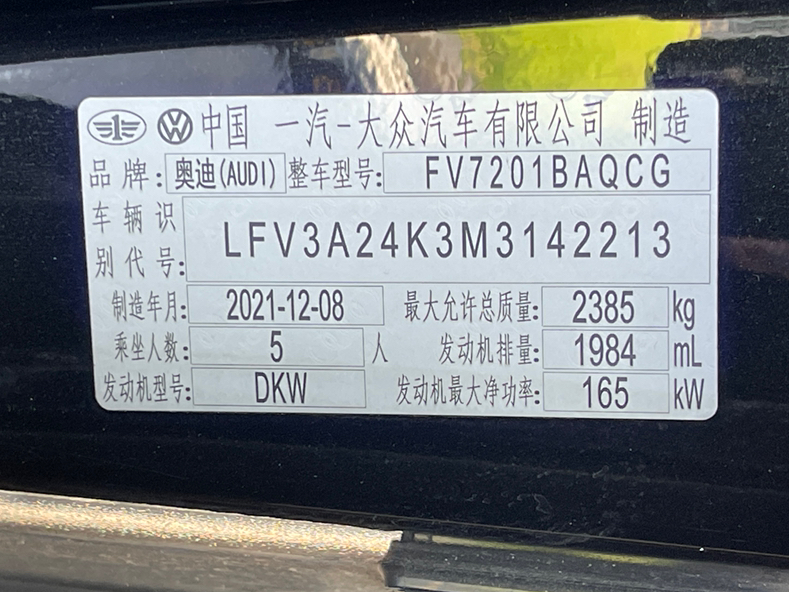 中国 一汽-大众汽车有限公司 制造
品牌: 奥迪(AUDI) 整车型号: FV7201BAQCG
车辆识
别代号: LFV3A24K3M3142213
制造年月: 2021-12-08 最大允许总质量: 2385 kg
乘坐人数: 5 人 发动机排量: 1984 mL
发动机型号: DKW 发动机最大净功率: 165 kW